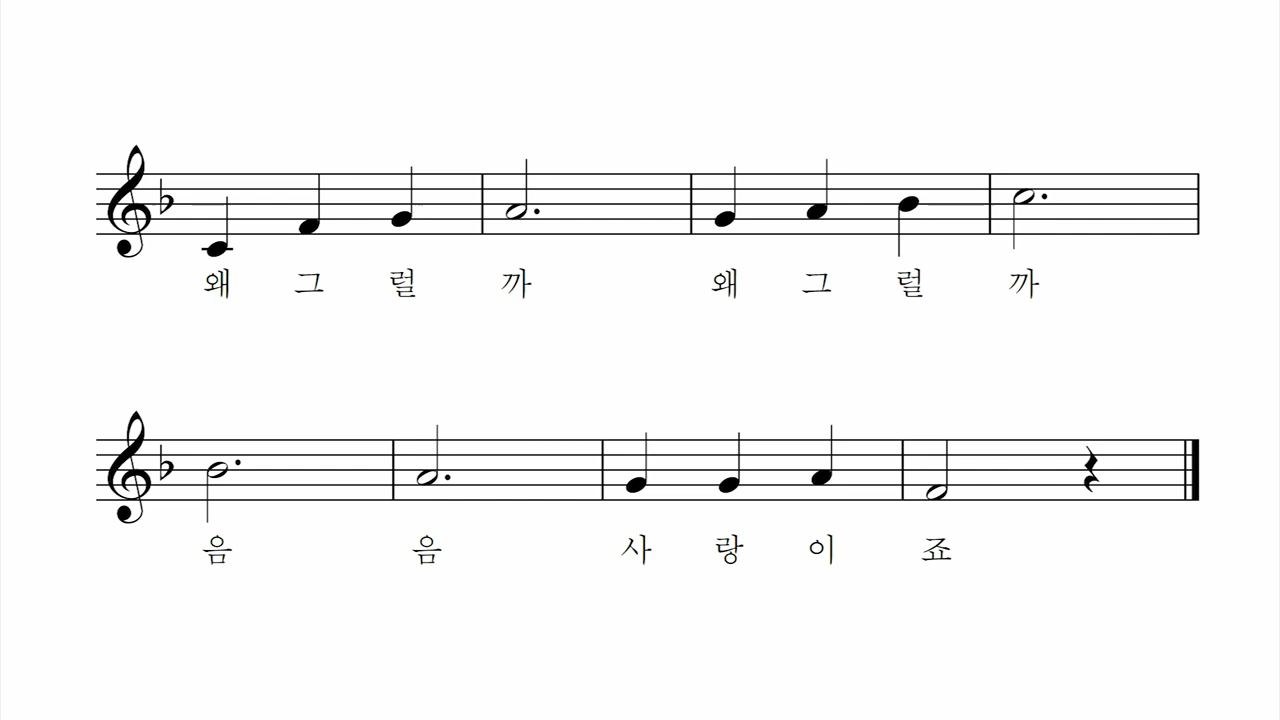 왜 그 럴 까 왜 그 럴 까
음 음 사 랑 이 죠